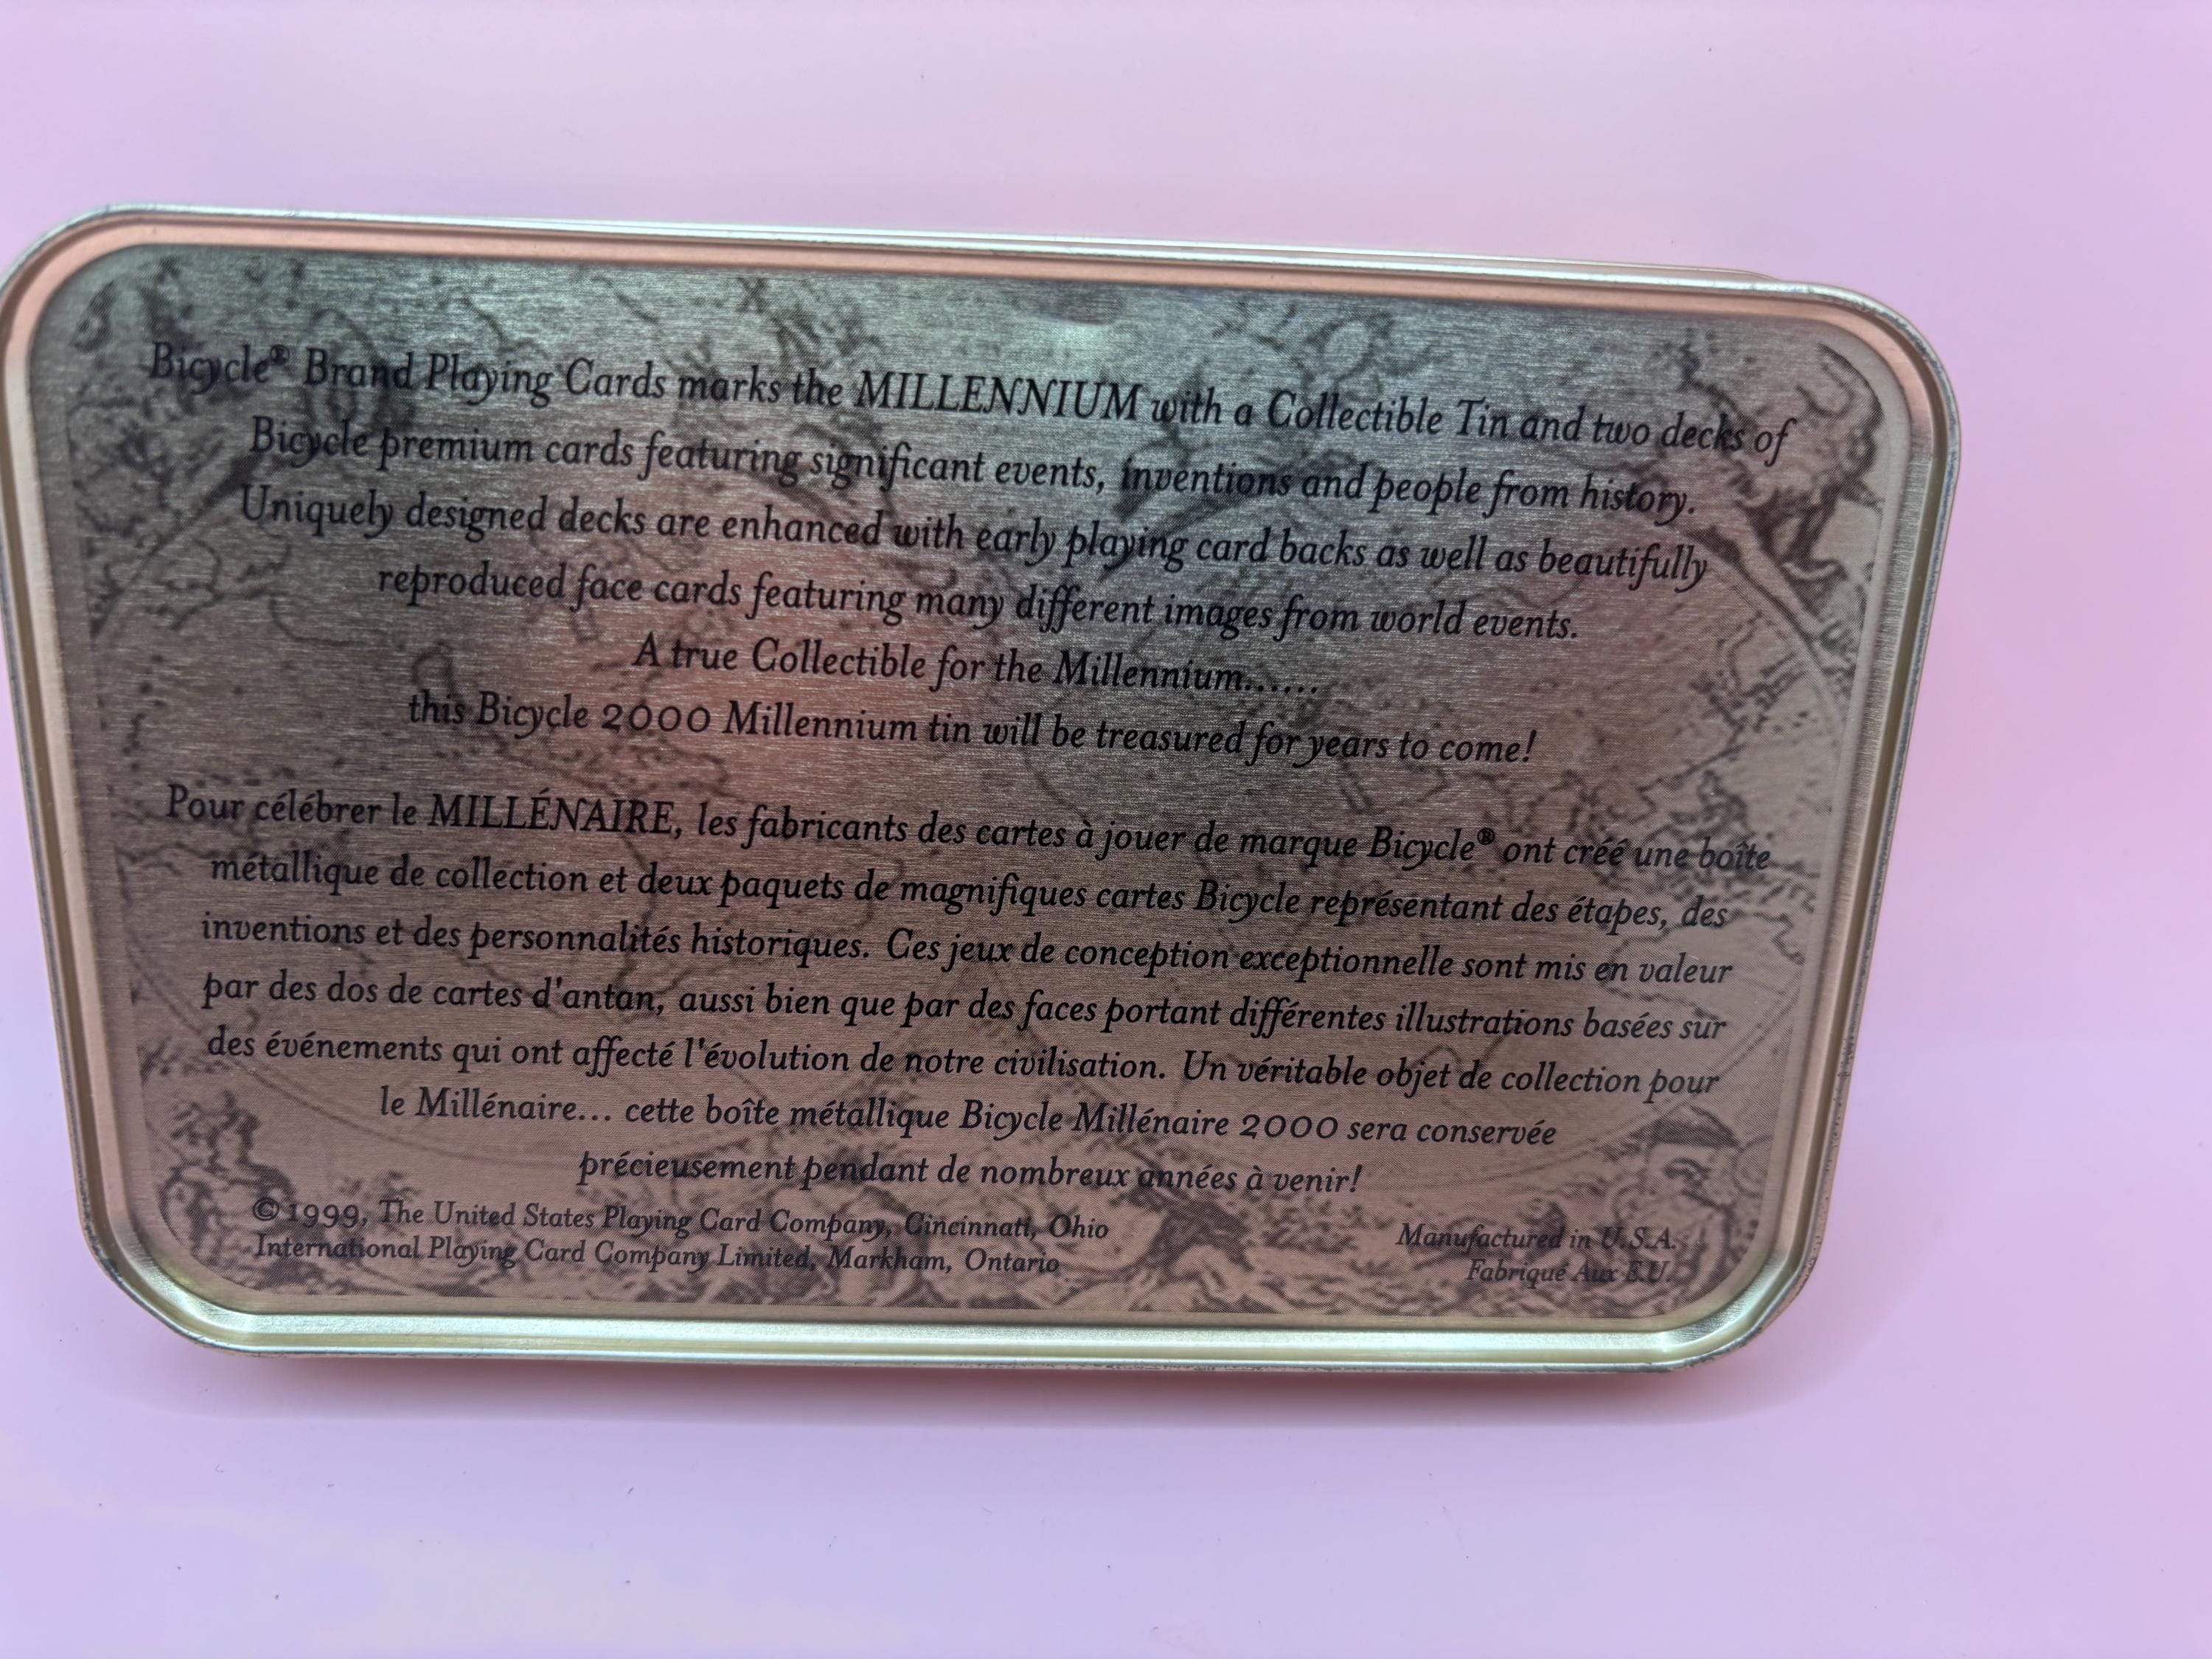 Bicycle® Brand Playing Cards marks the MILLENNIUM with a Collectible Tin and two decks of
Bicycle premium cards featuring significant events, inventions and people from history.
Uniquely designed decks are enhanced with early playing card backs as well as beautifully
reproduced face cards featuring many different images from world events.
A true Collectible for the Millennium......
this Bicycle 2000 Millennium tin will be treasured for years to come!
Pour célébrer le MILLÉNAIRE, les fabricants des cartes à jouer de marque Bicycle® ont créé une boîte
métallique de collection et deux paquets de magnifiques cartes Bicycle représentant des étapes, des
inventions et des personnalités historiques. Ces jeux de conception exceptionnelle sont mis en valeur
par des dos de cartes d'antan, aussi bien que par des faces portant différentes illustrations basées sur
des événements qui ont affecté l'évolution de notre civilisation. Un véritable objet de collection pour
le Millénaire... cette boîte métallique Bicycle Millénaire 2000 sera conservée
précieusement pendant de nombreux années à venir!
©1999, The United States Playing Card Company, Cincinnati, Ohio
International Playing Card Company Limited, Markham, Ontario
Manufactured in U.S.A.
Fabriqué Aux E.U.